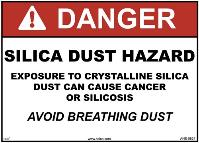 DANGER
SILICA DUST HAZARD
EXPOSURE TO CRYSTALLINE SILICA
DUST CAN CAUSE CANCER
OR SILICOSIS
AVOID BREATHING DUST